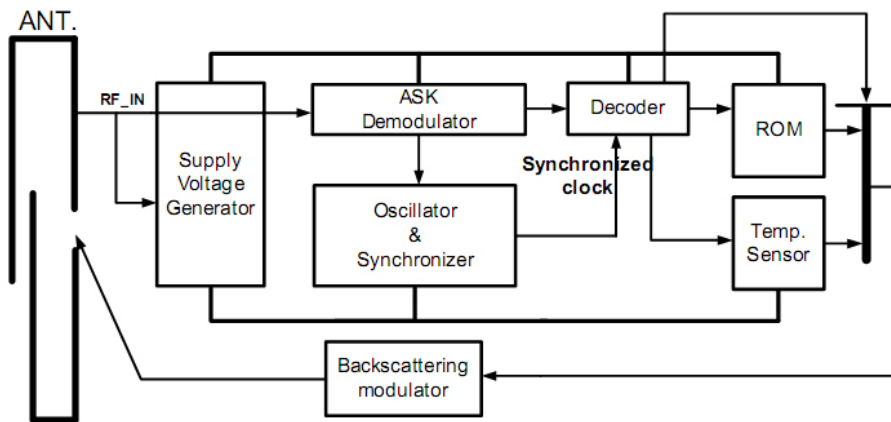 ANT.
RF_IN
Supply
Voltage
Generator
ASK
Demodulator
Decoder
ROM
Synchronized
clock
Oscillator
&
Synchronizer
Temp.
Sensor
Backscattering
modulator